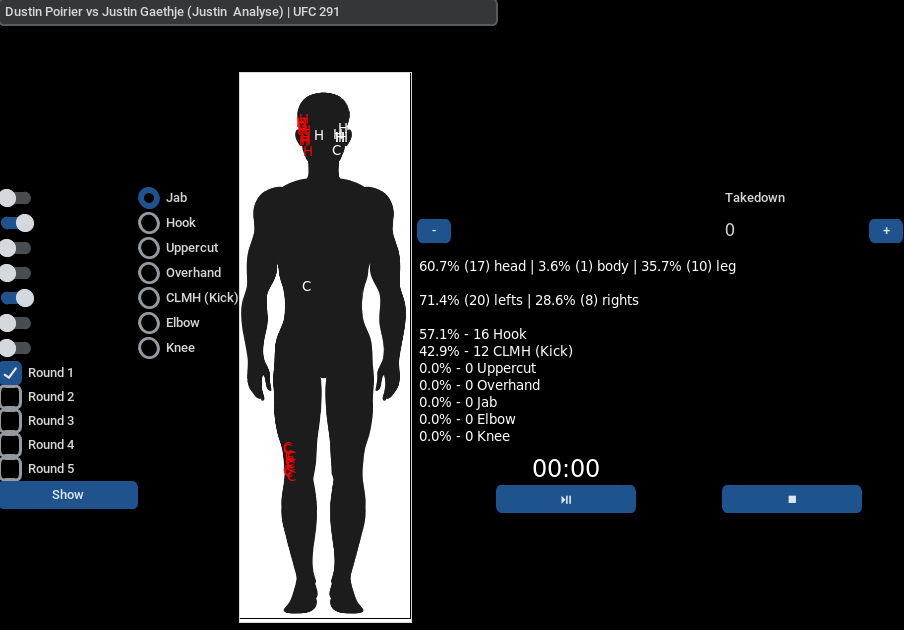 Dustin Poirier vs Justin Gaethje (Justin  Analyse) | UFC 291
H
H
H
C
Jab
Hook
Uppercut
Overhand
CLMH (Kick)
Elbow
Knee
C
Round 1
Round 2
Round 3
Round 4
Round 5
Show
Takedown
-
0
+
60.7% (17) head | 3.6% (1) body | 35.7% (10) leg
71.4% (20) lefts | 28.6% (8) rights
57.1% - 16 Hook
42.9% - 12 CLMH (Kick)
0.0% - 0 Uppercut
0.0% - 0 Overhand
0.0% - 0 Jab
0.0% - 0 Elbow
0.0% - 0 Knee
00:00